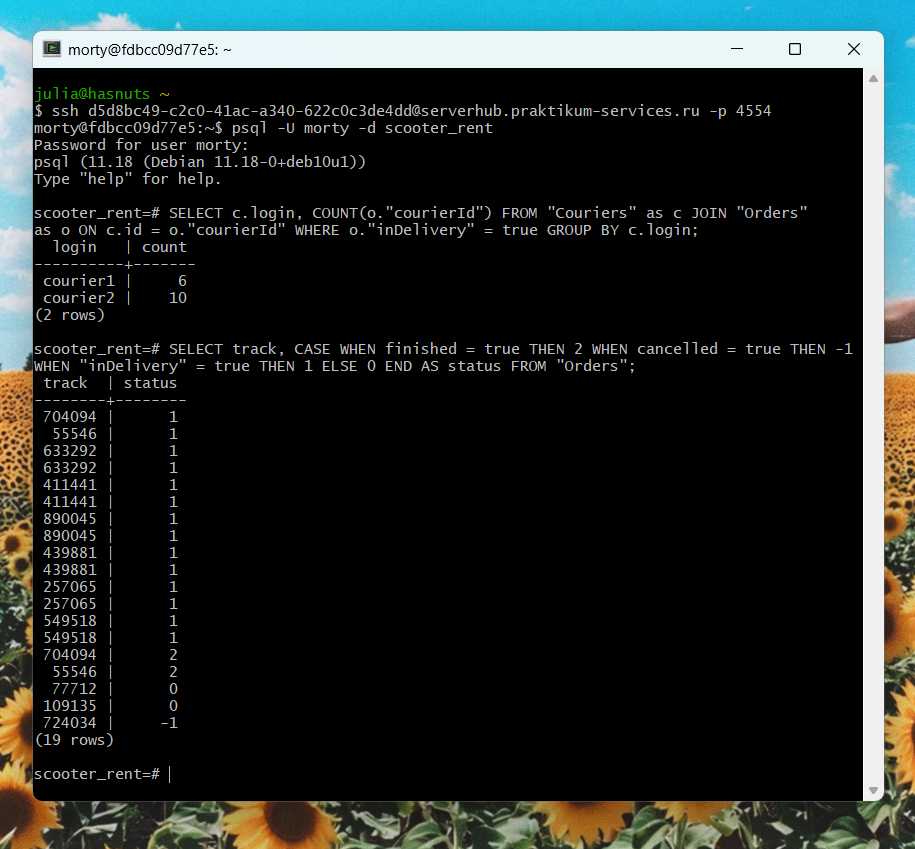 morty@fdbcc09d77e5: ~
julia@hasnuts ~
$ ssh d5d8bc49-c2c0-41ac-a340-622c0c3de4dd@serverhub.praktikum-services.ru -p 4554
morty@fdbcc09d77e5:~$ psql -U morty -d scooter_rent
Password for user morty:
psql (11.18 (Debian 11.18-0+deb10u1))
Type "help" for help.
scooter_rent=# SELECT c.login, COUNT(o."courierId") FROM "Couriers" as c JOIN "Orders"
as o ON c.id = o."courierId" WHERE o."inDelivery" = true GROUP BY c.login;
  login   | count
----------+-------
 courier1 |     6
 courier2 |    10
(2 rows)
scooter_rent=# SELECT track, CASE WHEN finished = true THEN 2 WHEN cancelled = true THEN -1
WHEN "inDelivery" = true THEN 1 ELSE 0 END AS status FROM "Orders";
 track  | status
--------+--------
 704094 |      1
  55546 |      1
 633292 |      1
 633292 |      1
 411441 |      1
 411441 |      1
 890045 |      1
 890045 |      1
 439881 |      1
 439881 |      1
 257065 |      1
 257065 |      1
 549518 |      1
 549518 |      1
 704094 |      2
  55546 |      2
  77712 |      0
 109135 |      0
 724034 |     -1
(19 rows)
scooter_rent=#